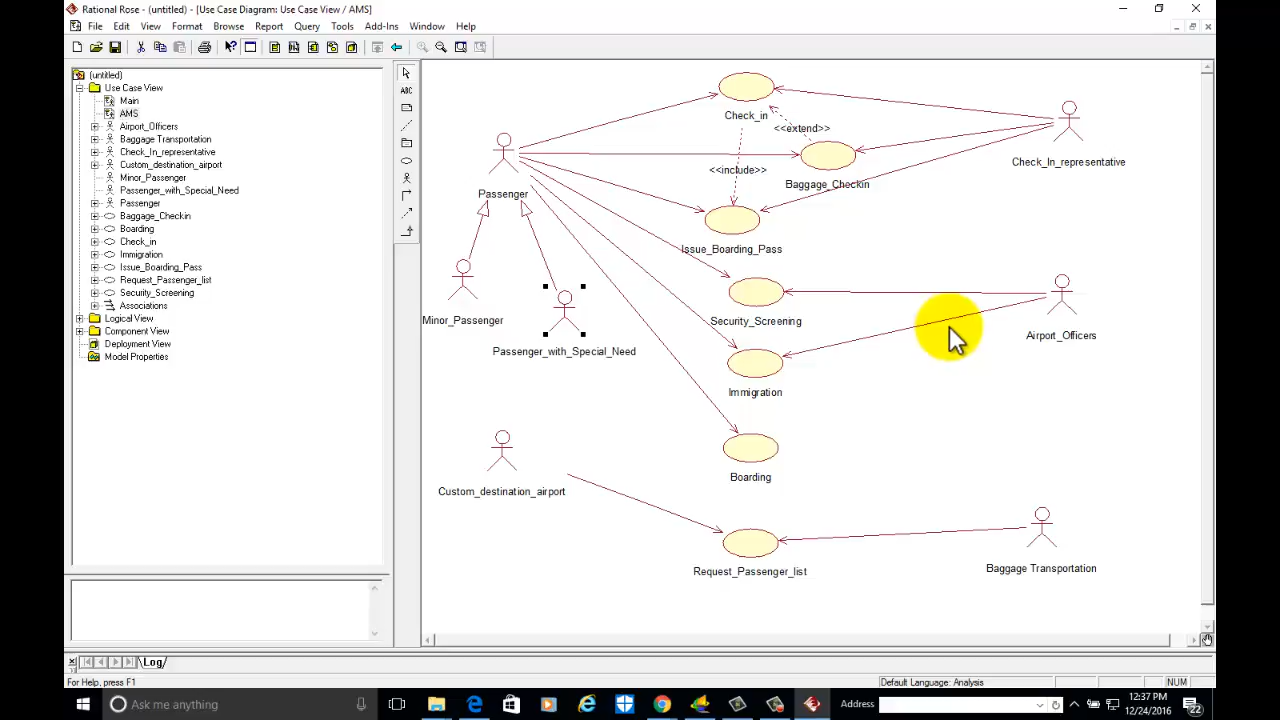 Rational Rose - (untitled) - [Use Case Diagram: Use Case View / AMS]
File Edit View Format Browse Report Query Tools Add-Ins Window Help
ABC
(untitled)
Use Case View
Main
AMS
Airport_Officers
Baggage Transportation
Check_In_representative
Custom_destination_airport
Minor_Passenger
Passenger_with_Special_Need
Passenger
Baggage_Checkin
Boarding
Check_in
Immigration
Issue_Boarding_Pass
Request_Passenger_list
Security_Screening
Associations
Logical View
Component View
Deployment View
Model Properties
Check_in
<<extend>>
Check_In_representative
<<include>>
Baggage_Checkin
Passenger
Issue_Boarding_Pass
Minor_Passenger
Security_Screening
Airport_Officers
Passenger_with_Special_Need
Immigration
Boarding
Custom_destination_airport
Request_Passenger_list
Baggage Transportation
Log
For Help, press F1
Default Language: Analysis
NUM
Ask me anything
Address
12:37 PM
12/24/2016
22